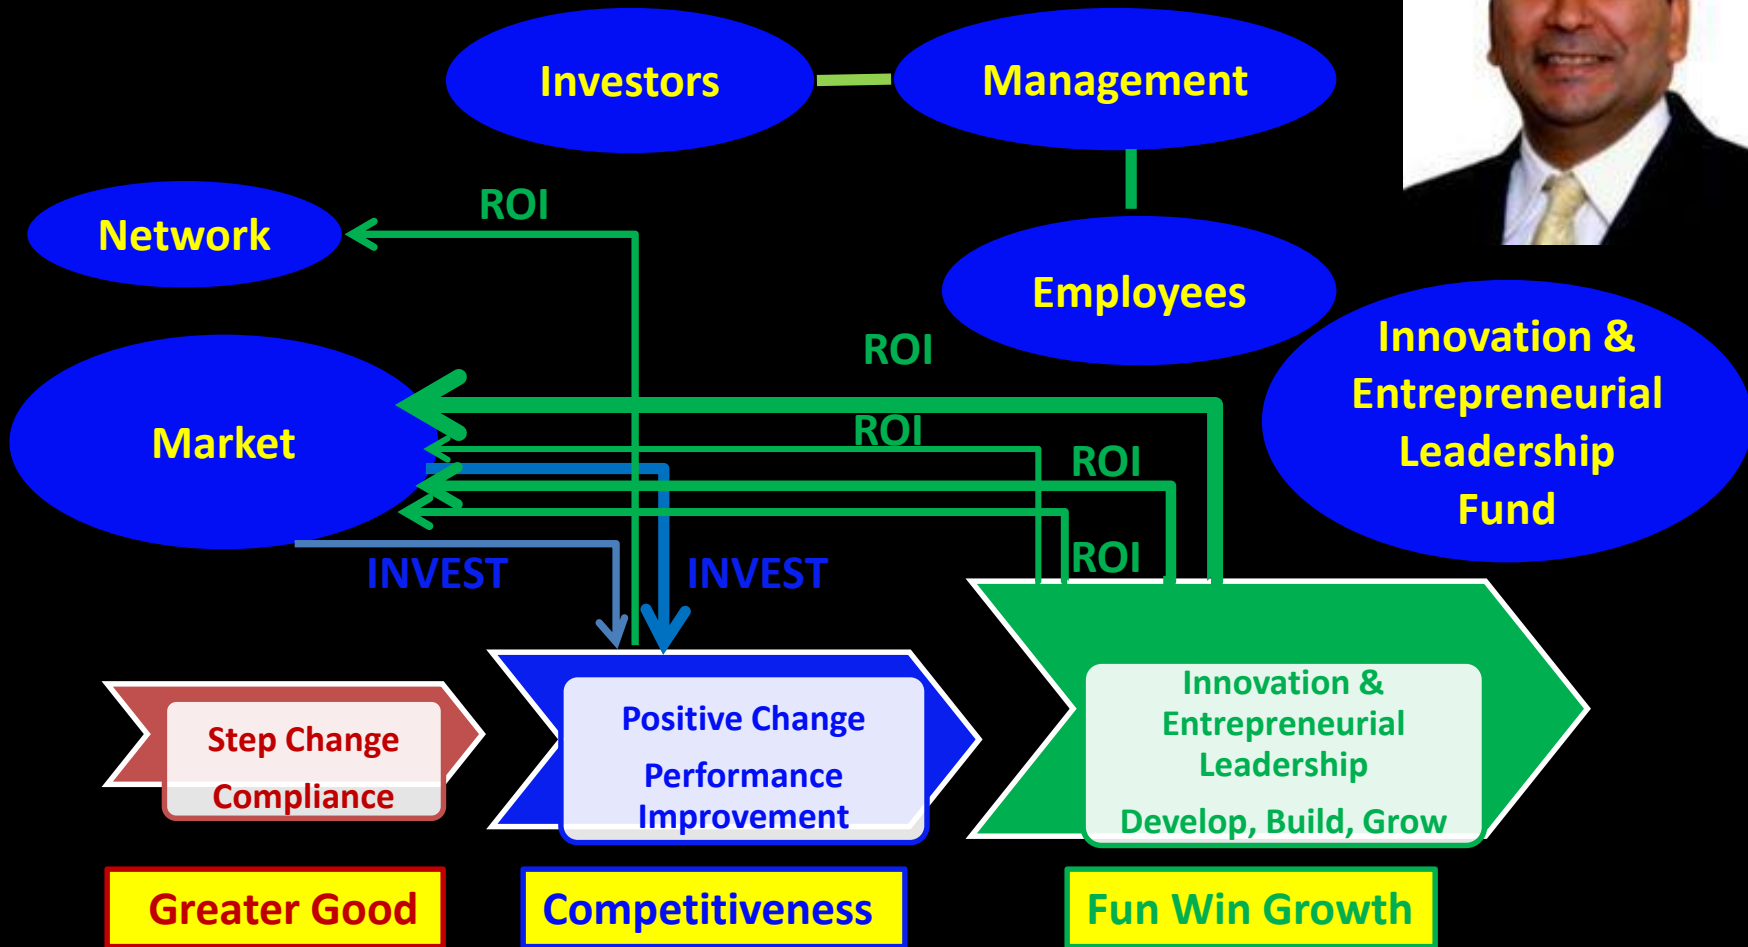 Investors
Management
Network
ROI
Employees
ROI
Innovation &
Entrepreneurial
Leadership
Fund
Market
ROI
ROI
INVEST
INVEST
ROI
Step Change
Compliance
Positive Change
Performance
Improvement
Innovation &
Entrepreneurial
Leadership
Develop, Build, Grow
Greater Good
Competitiveness
Fun Win Growth